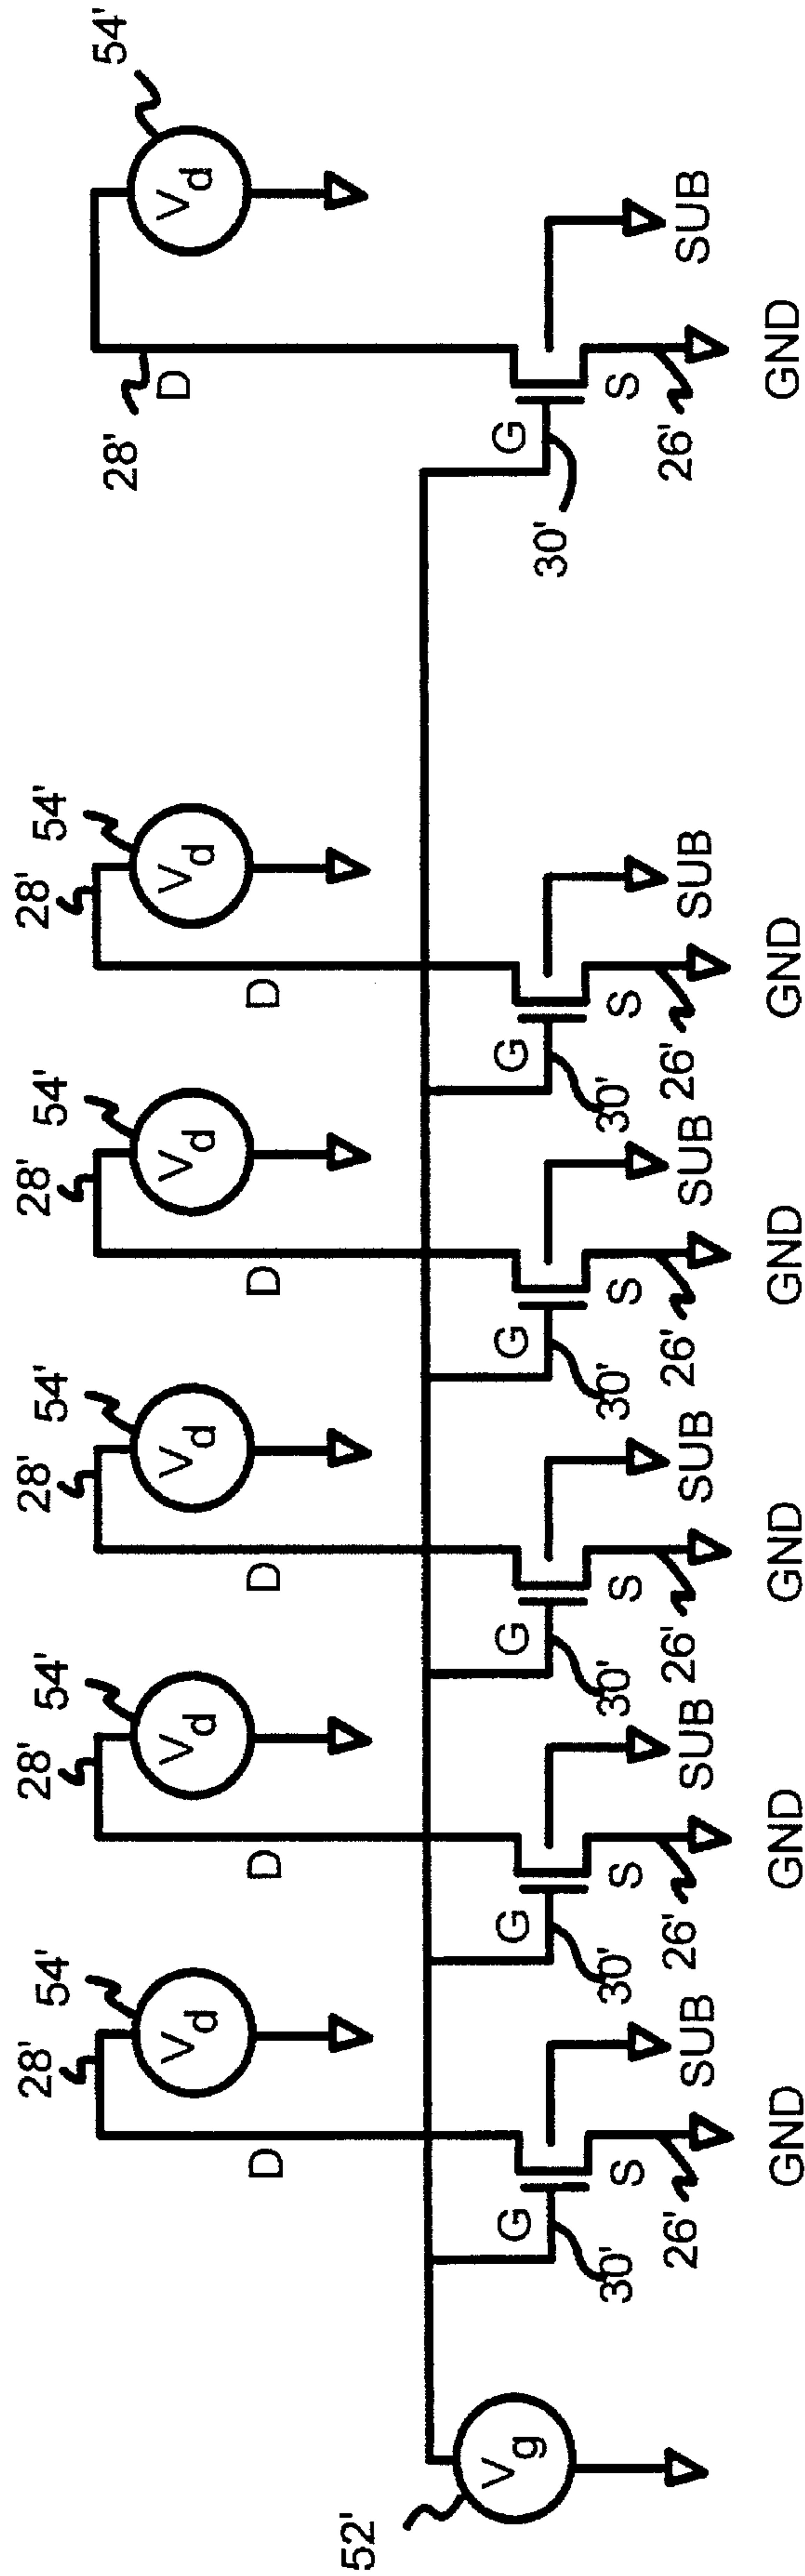 28' 54' 28' 54' 28' 54' 28' 54' 28' 54'
28' 54'
Vd Vd Vd Vd Vd D Vd
D D D D D
52'
Vg G G G G G G
30'
30' S 30' S 30' S 30' S 30' S S
26' SUB 26' SUB 26' SUB 26' SUB 26' SUB 26' SUB
GND GND GND GND GND GND